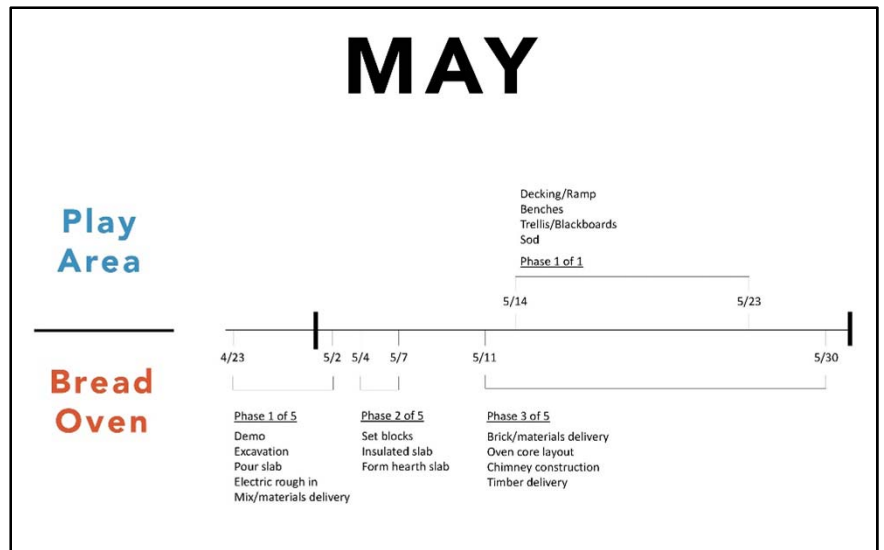 MAY
Play
Area
Decking/Ramp
Benches
Trellis/Blackboards
Sod
Phase 1 of 1
5/14
5/23
4/23
5/2
5/4
5/7
5/11
5/30
Bread
Oven
Phase 1 of 5
Demo
Excavation
Pour slab
Electric rough in
Mix/materials delivery
Phase 2 of 5
Set blocks
Insulated slab
Form hearth slab
Phase 3 of 5
Brick/materials delivery
Oven core layout
Chimney construction
Timber delivery